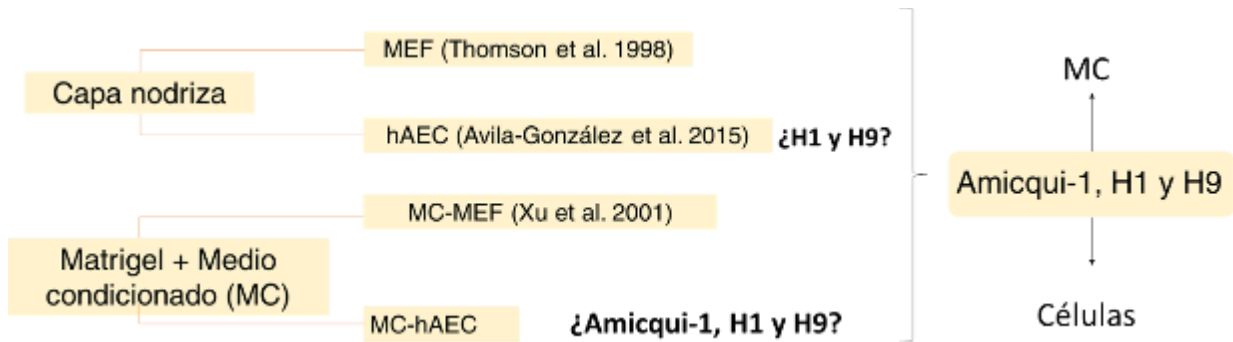 MEF (Thomson et al. 1998)
Capa nodriza
hAEC (Avila-González et al. 2015) ¿H1 y H9?
MC-MEF (Xu et al. 2001)
Matrigel + Medio
condicionado (MC)
MC-hAEC ¿Amicqui-1, H1 y H9?
MC
Amicqui-1, H1 y H9
Células